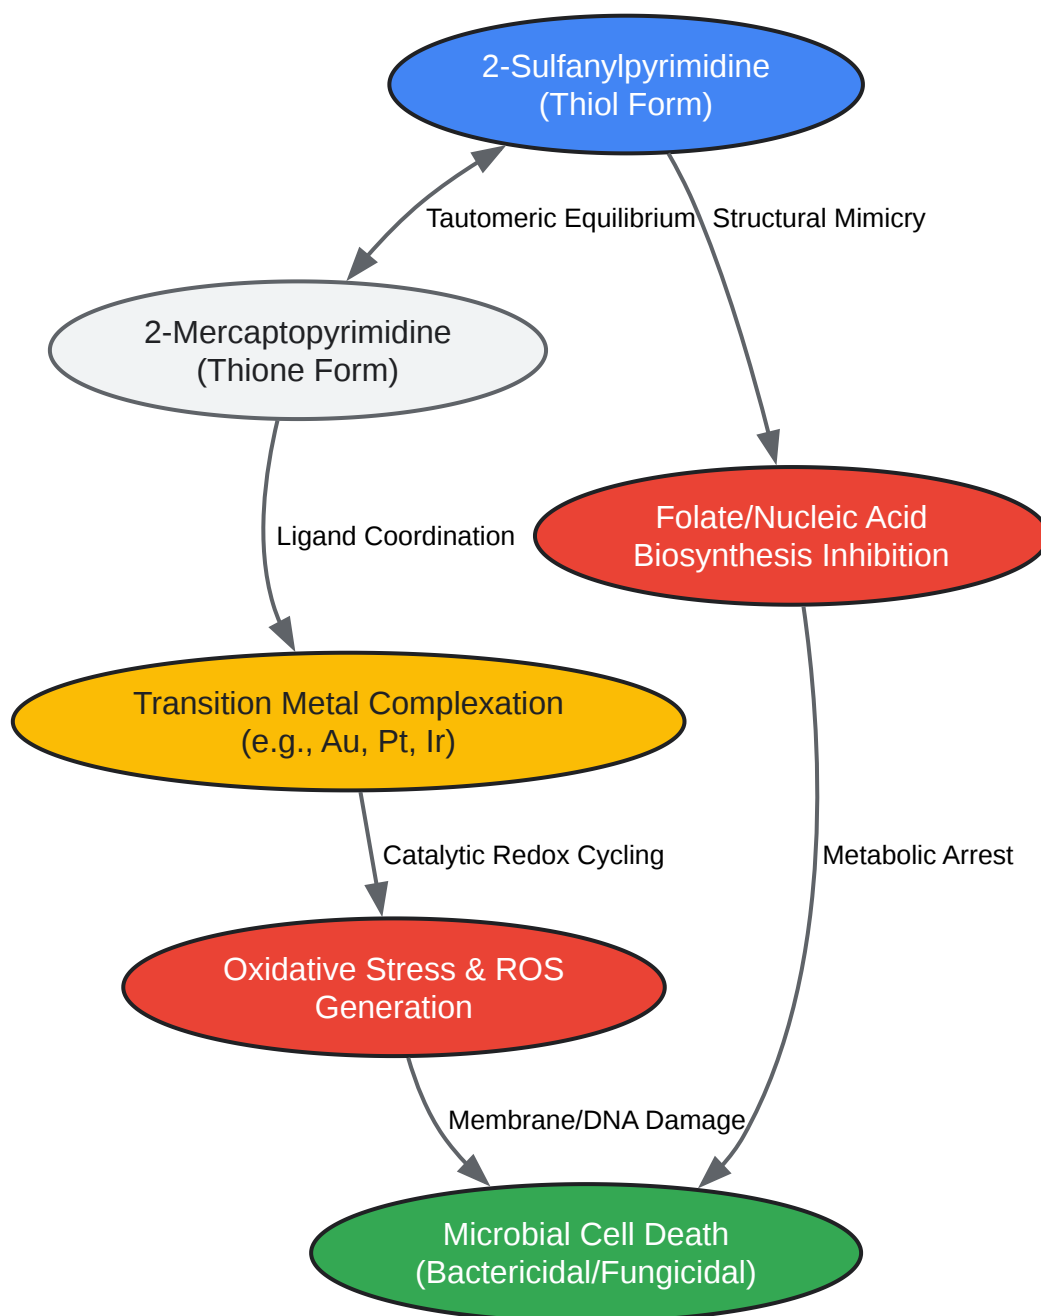 2-Sulfanylpyrimidine
(Thiol Form)
Tautomeric Equilibrium
Structural Mimicry
2-Mercaptopyrimidine
(Thione Form)
Folate/Nucleic Acid
Biosynthesis Inhibition
Ligand Coordination
Transition Metal Complexation
(e.g., Au, Pt, Ir)
Catalytic Redox Cycling
Metabolic Arrest
Oxidative Stress & ROS
Generation
Membrane/DNA Damage
Microbial Cell Death
(Bactericidal/Fungicidal)